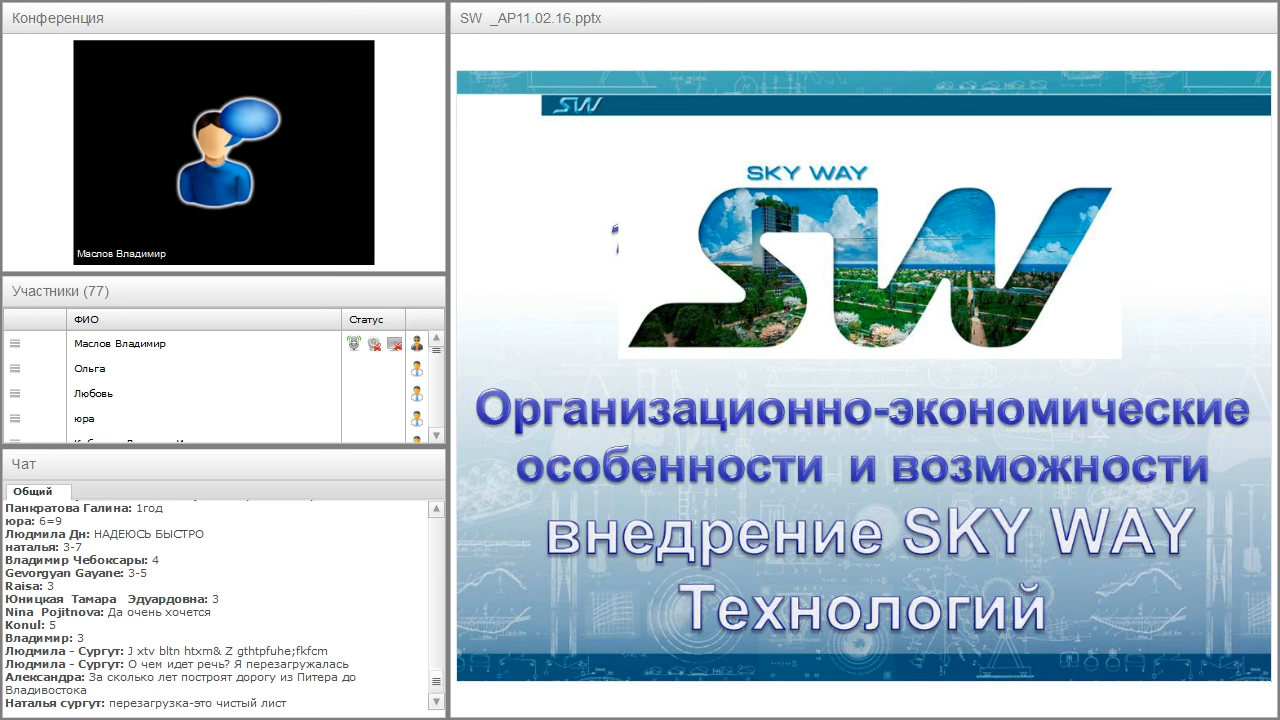 Конференция
Маслов Владимир
Участники (77)
ФИО
Статус
Маслов Владимир
Ольга
Любовь
юра
Чат
Общий
Панкратова Галина: 1год
юра: 6=9
Людмила Дн: НАДЕЮСЬ БЫСТРО
наталья: 3-7
Владимир Чебоксары: 4
Gevorgyan Gayane: 3-5
Raisa: 3
Юницкая Тамара Эдуардовна: 3
Nina Pojitnova: Да очень хочется
Konul: 5
Владимир: 3
Людмила - Сургут: J xtv bltn htxm& Z gthtpfuhe;fkfcm
Людмила - Сургут: О чем идет речь? Я перезагружалась
Александра: За сколько лет построят дорогу из Питера до
Владивостока
Наталья сургут: перезагрузка-это чистый лист
SW _AP11.02.16.pptx
SW
SKY WAY
SW
Организационно-экономические
особенности и возможности
внедрение SKY WAY
Технологий